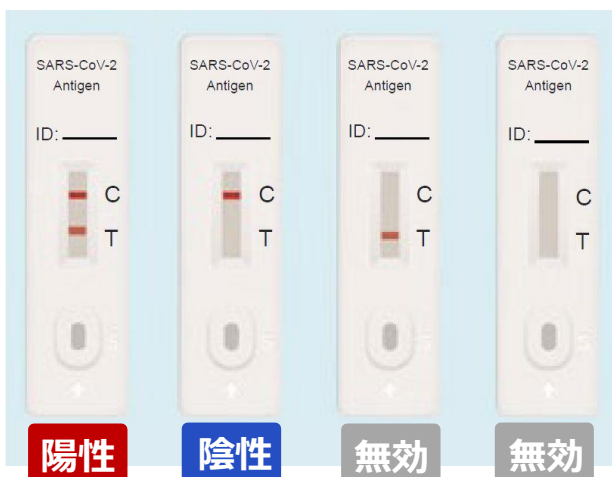 SARS-CoV-2
Antigen
ID:
C
T
陽性
SARS-CoV-2
Antigen
ID:
C
T
陰性
SARS-CoV-2
Antigen
ID:
C
T
無効
SARS-CoV-2
Antigen
ID:
C
T
無効